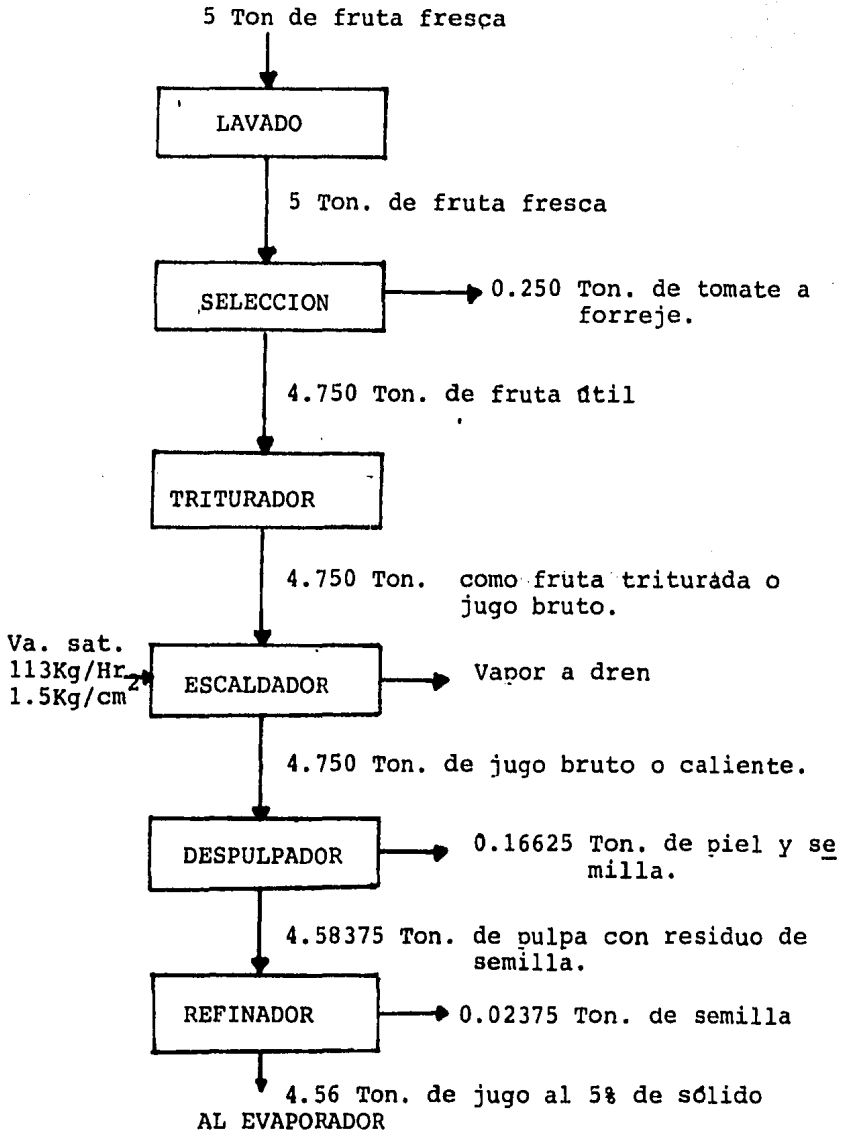 5 Ton de fruta fresca
LAVADO
5 Ton. de fruta fresca
SELECCION
0.250 Ton. de tomate a
forreje.
4.750 Ton. de fruta útil
TRITURADOR
4.750 Ton. como fruta triturada o
jugo bruto.
Va. sat.
113Kg/Hr
1.5Kg/cm²
ESCALDADOR
Vapor a dren
4.750 Ton. de jugo bruto o caliente.
DESPULPADOR
0.16625 Ton. de piel y se
milla.
4.58375 Ton. de pulpa con residuo de
semilla.
REFINADOR
0.02375 Ton. de semilla
4.56 Ton. de jugo al 5% de sólido
AL EVAPORADOR